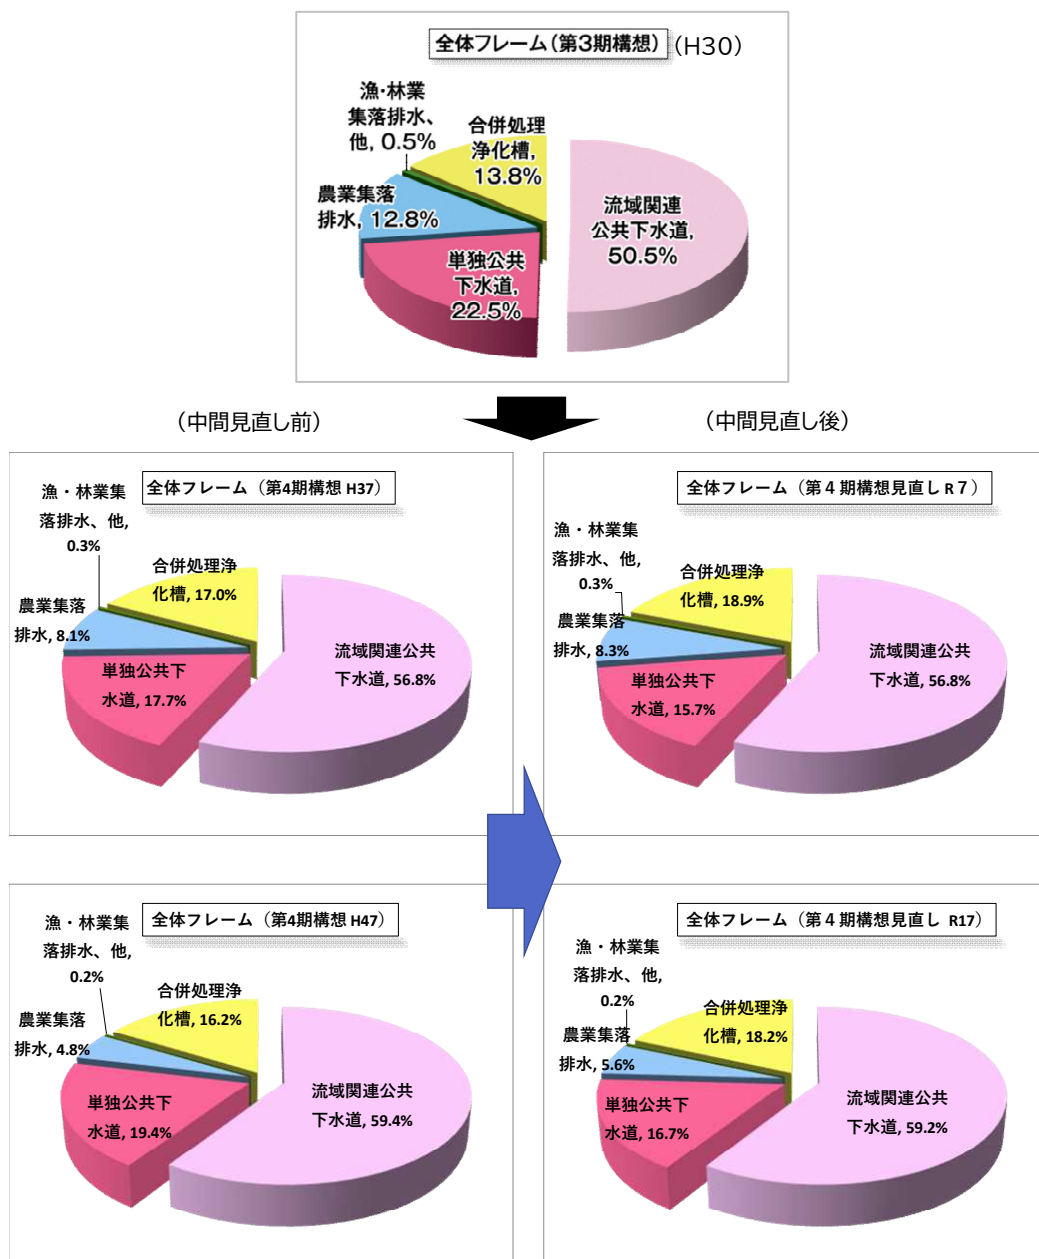 全体フレーム(第3期構想)
(H30)
漁・林業
集落排水、
他, 0.5%
合併処理
浄化槽,
13.8%
農業集落
排水, 12.8%
流域関連
公共下水道,
50.5%
単独公共
下水道,
22.5%
(中間見直し前)
(中間見直し後)
全体フレーム(第4期構想 H37)
漁・林業集
落排水、他,
0.3%
合併処理浄
化槽, 17.0%
農業集落
排水, 8.1%
流域関連公共
下水道, 56.8%
単独公共下
水道, 17.7%
全体フレーム(第4期構想見直し R7)
漁・林業集
落排水、他,
0.3%
合併処理浄
化槽, 18.9%
農業集落
排水, 8.3%
流域関連公共
下水道, 56.8%
単独公共下
水道, 15.7%
全体フレーム(第4期構想 H47)
漁・林業集
落排水、他,
0.2%
合併処理浄
化槽, 16.2%
農業集落
排水, 4.8%
流域関連公共
下水道, 59.4%
単独公共下
水道, 19.4%
全体フレーム(第4期構想見直し R17)
漁・林業集
落排水、他,
0.2%
合併処理浄
化槽, 18.2%
農業集落
排水, 5.6%
流域関連公共
下水道, 59.2%
単独公共下
水道, 16.7%